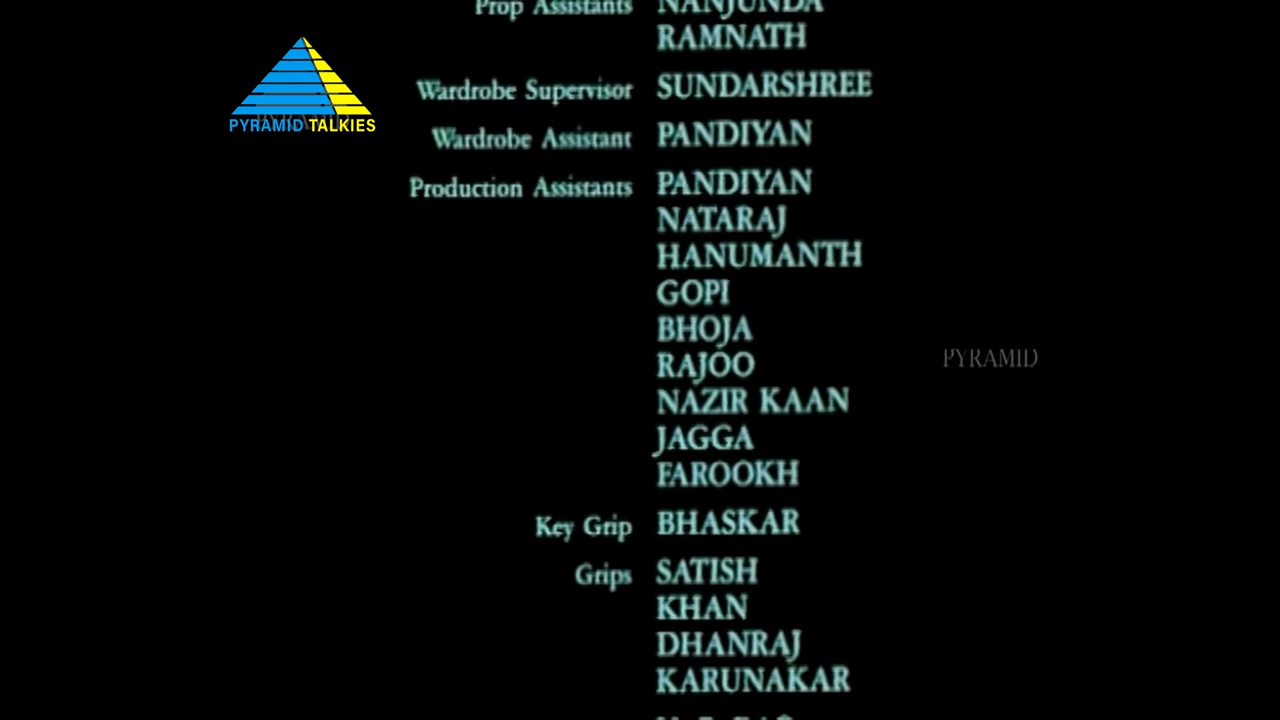 Prop Assistants NANJUNDA
RAMNATH
Wardrobe Supervisor SUNDARSHREE
Wardrobe Assistant PANDIYAN
Production Assistants PANDIYAN
NATARAJ
HANUMANTH
GOPI
BHOJA
RAJOO
NAZIR KAAN
JAGGA
FAROOKH
Key Grip BHASKAR
Grips SATISH
KHAN
DHANRAJ
KARUNAKAR
PYRAMID TALKIES
PYRAMID